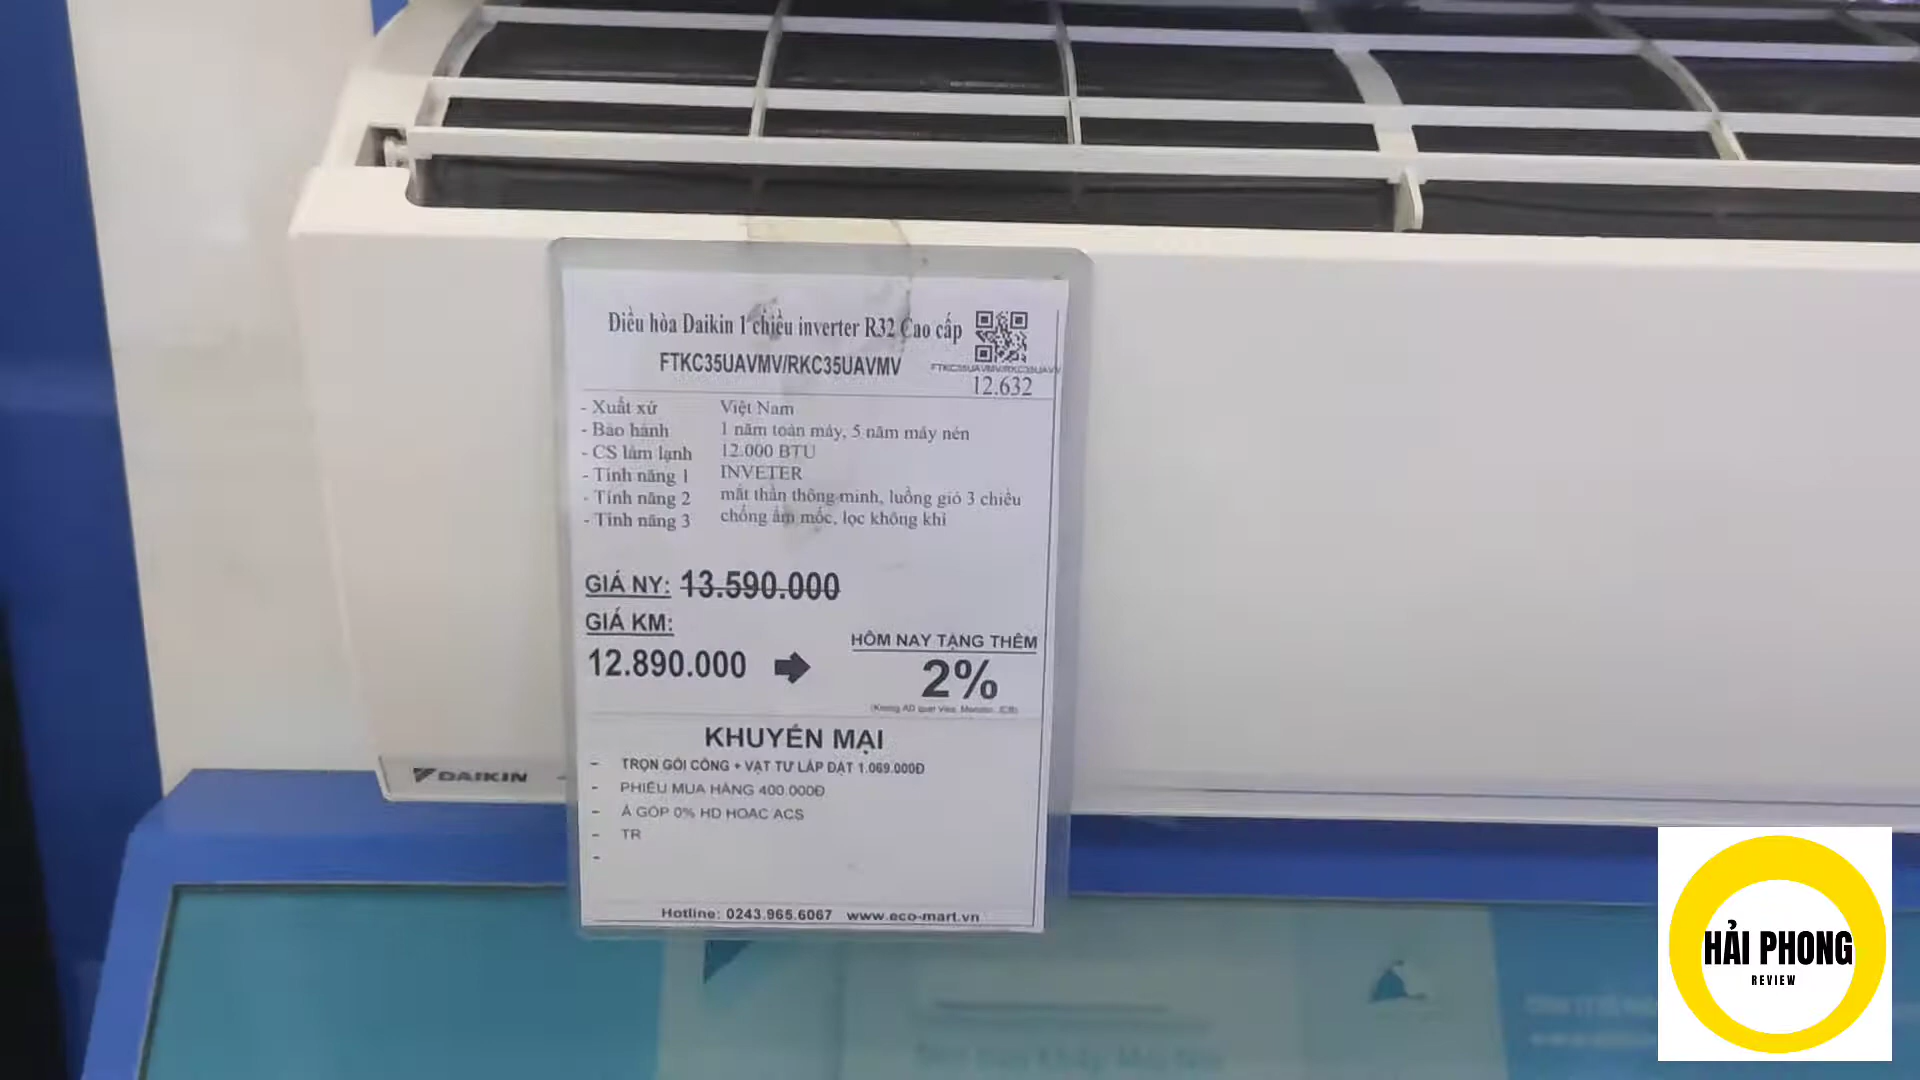 Điều hòa Daikin 1 chiều inverter R32 Cao cấp
FTKC35UAVMV/RKC35UAVMV
FTKC35UAVMV/RKC35UAVV
12.632
- Xuất xứ Việt Nam
- Bảo hành 1 năm toàn máy, 5 năm máy nén
- CS làm lạnh 12.000 BTU
- Tính năng 1 INVETER
- Tính năng 2 mắt thần thông minh, luồng gió 3 chiều
- Tính năng 3 chống ẩm mốc, lọc không khí
GIÁ NY: 13.590.000
GIÁ KM:
12.890.000
HÔM NAY TẶNG THÊM
2%
KHUYẾN MẠI
- TRỌN GÓI CÔNG + VẬT TƯ LẮP ĐẶT 1.069.000Đ
- PHIẾU MUA HÀNG 400.000Đ
- Ả GÓP 0% HD HOẶC ACS
- TR
-
Hotline: 0243.965.6067 www.eco-mart.vn
DAIKIN
HẢI PHONG
REVIEW